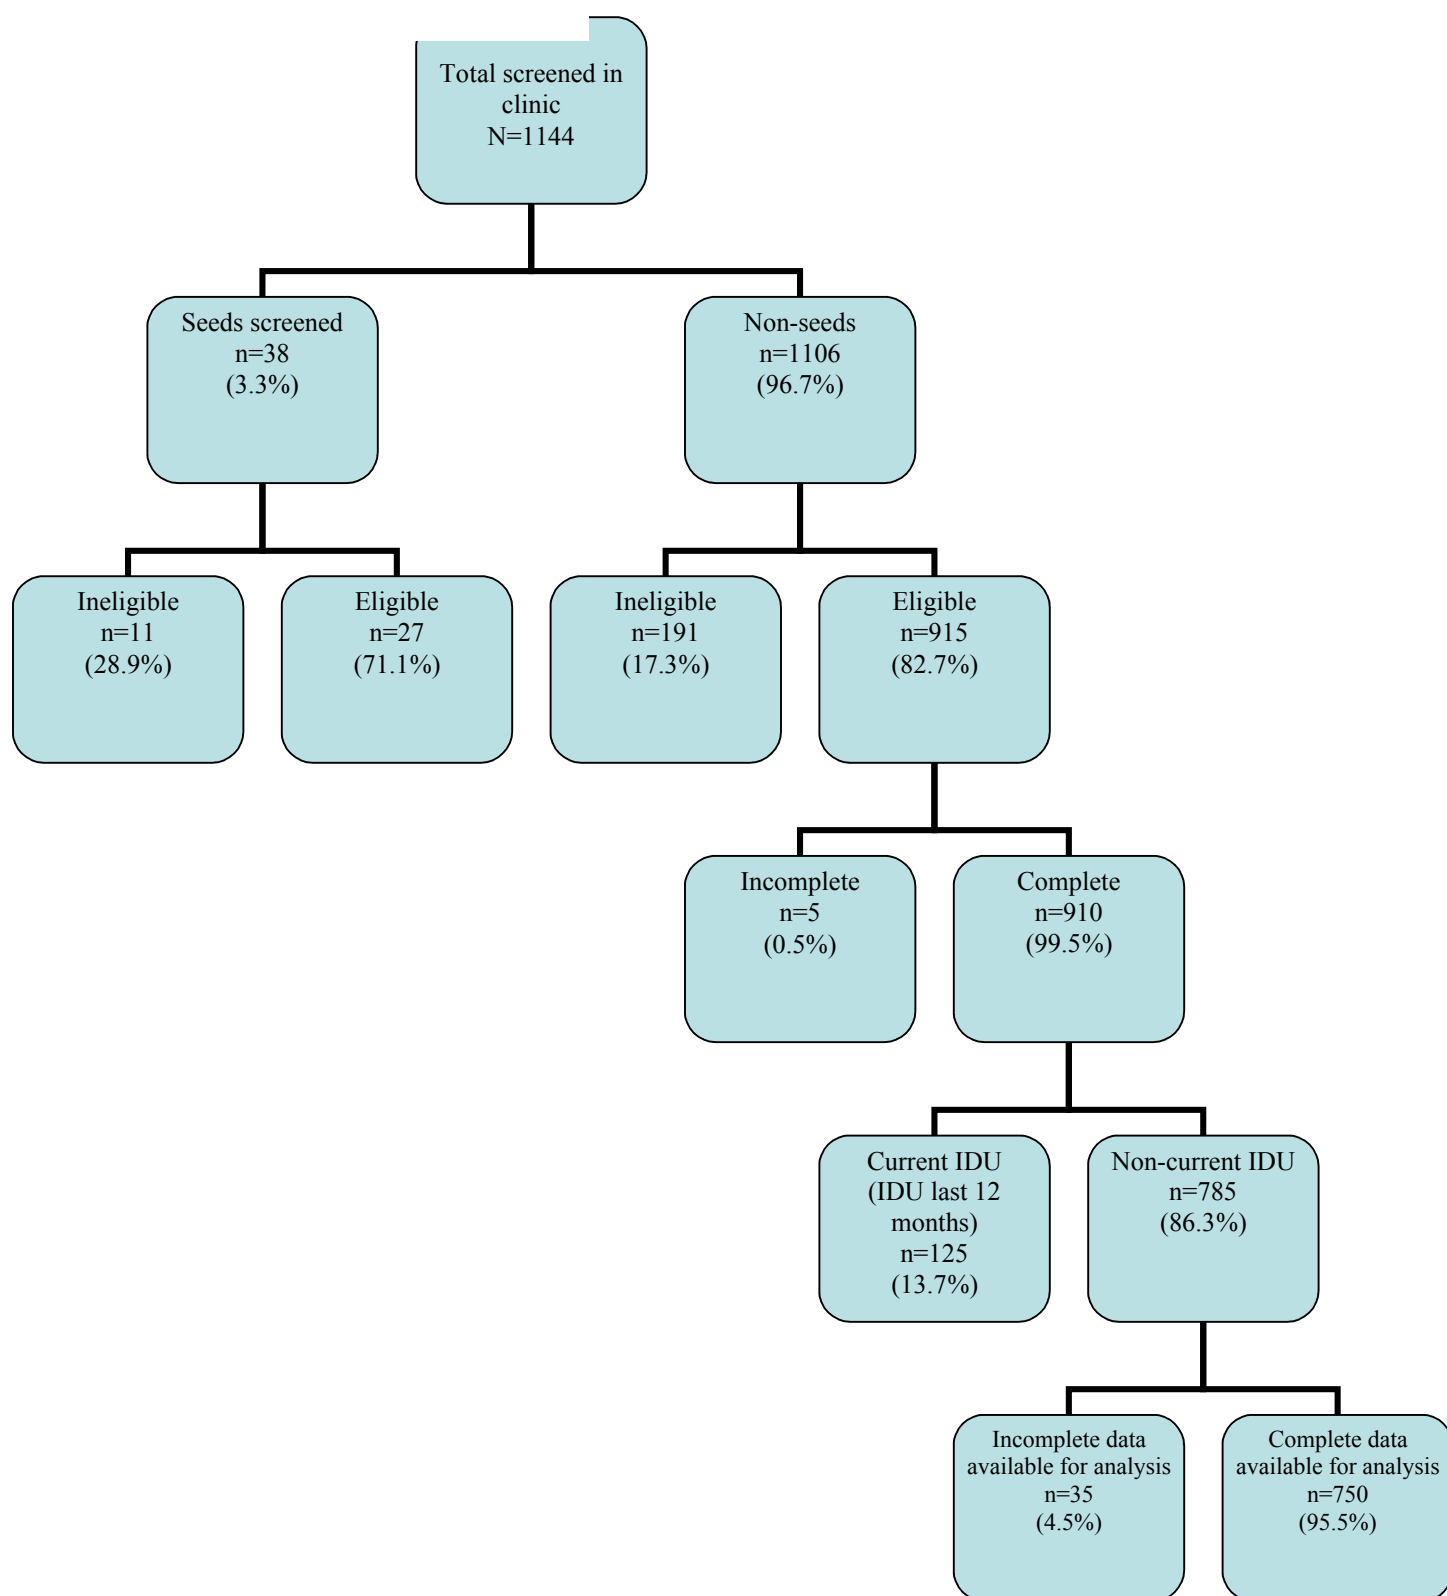 Total screened in
clinic
N=1144
Seeds screened
n=38
(3.3%)
Non-seeds
n=1106
(96.7%)
Ineligible
n=11
(28.9%)
Eligible
n=27
(71.1%)
Ineligible
n=191
(17.3%)
Eligible
n=915
(82.7%)
Incomplete
n=5
(0.5%)
Complete
n=910
(99.5%)
Current IDU
(IDU last 12
months)
n=125
(13.7%)
Non-current IDU
n=785
(86.3%)
Incomplete data
available for analysis
n=35
(4.5%)
Complete data
available for analysis
n=750
(95.5%)